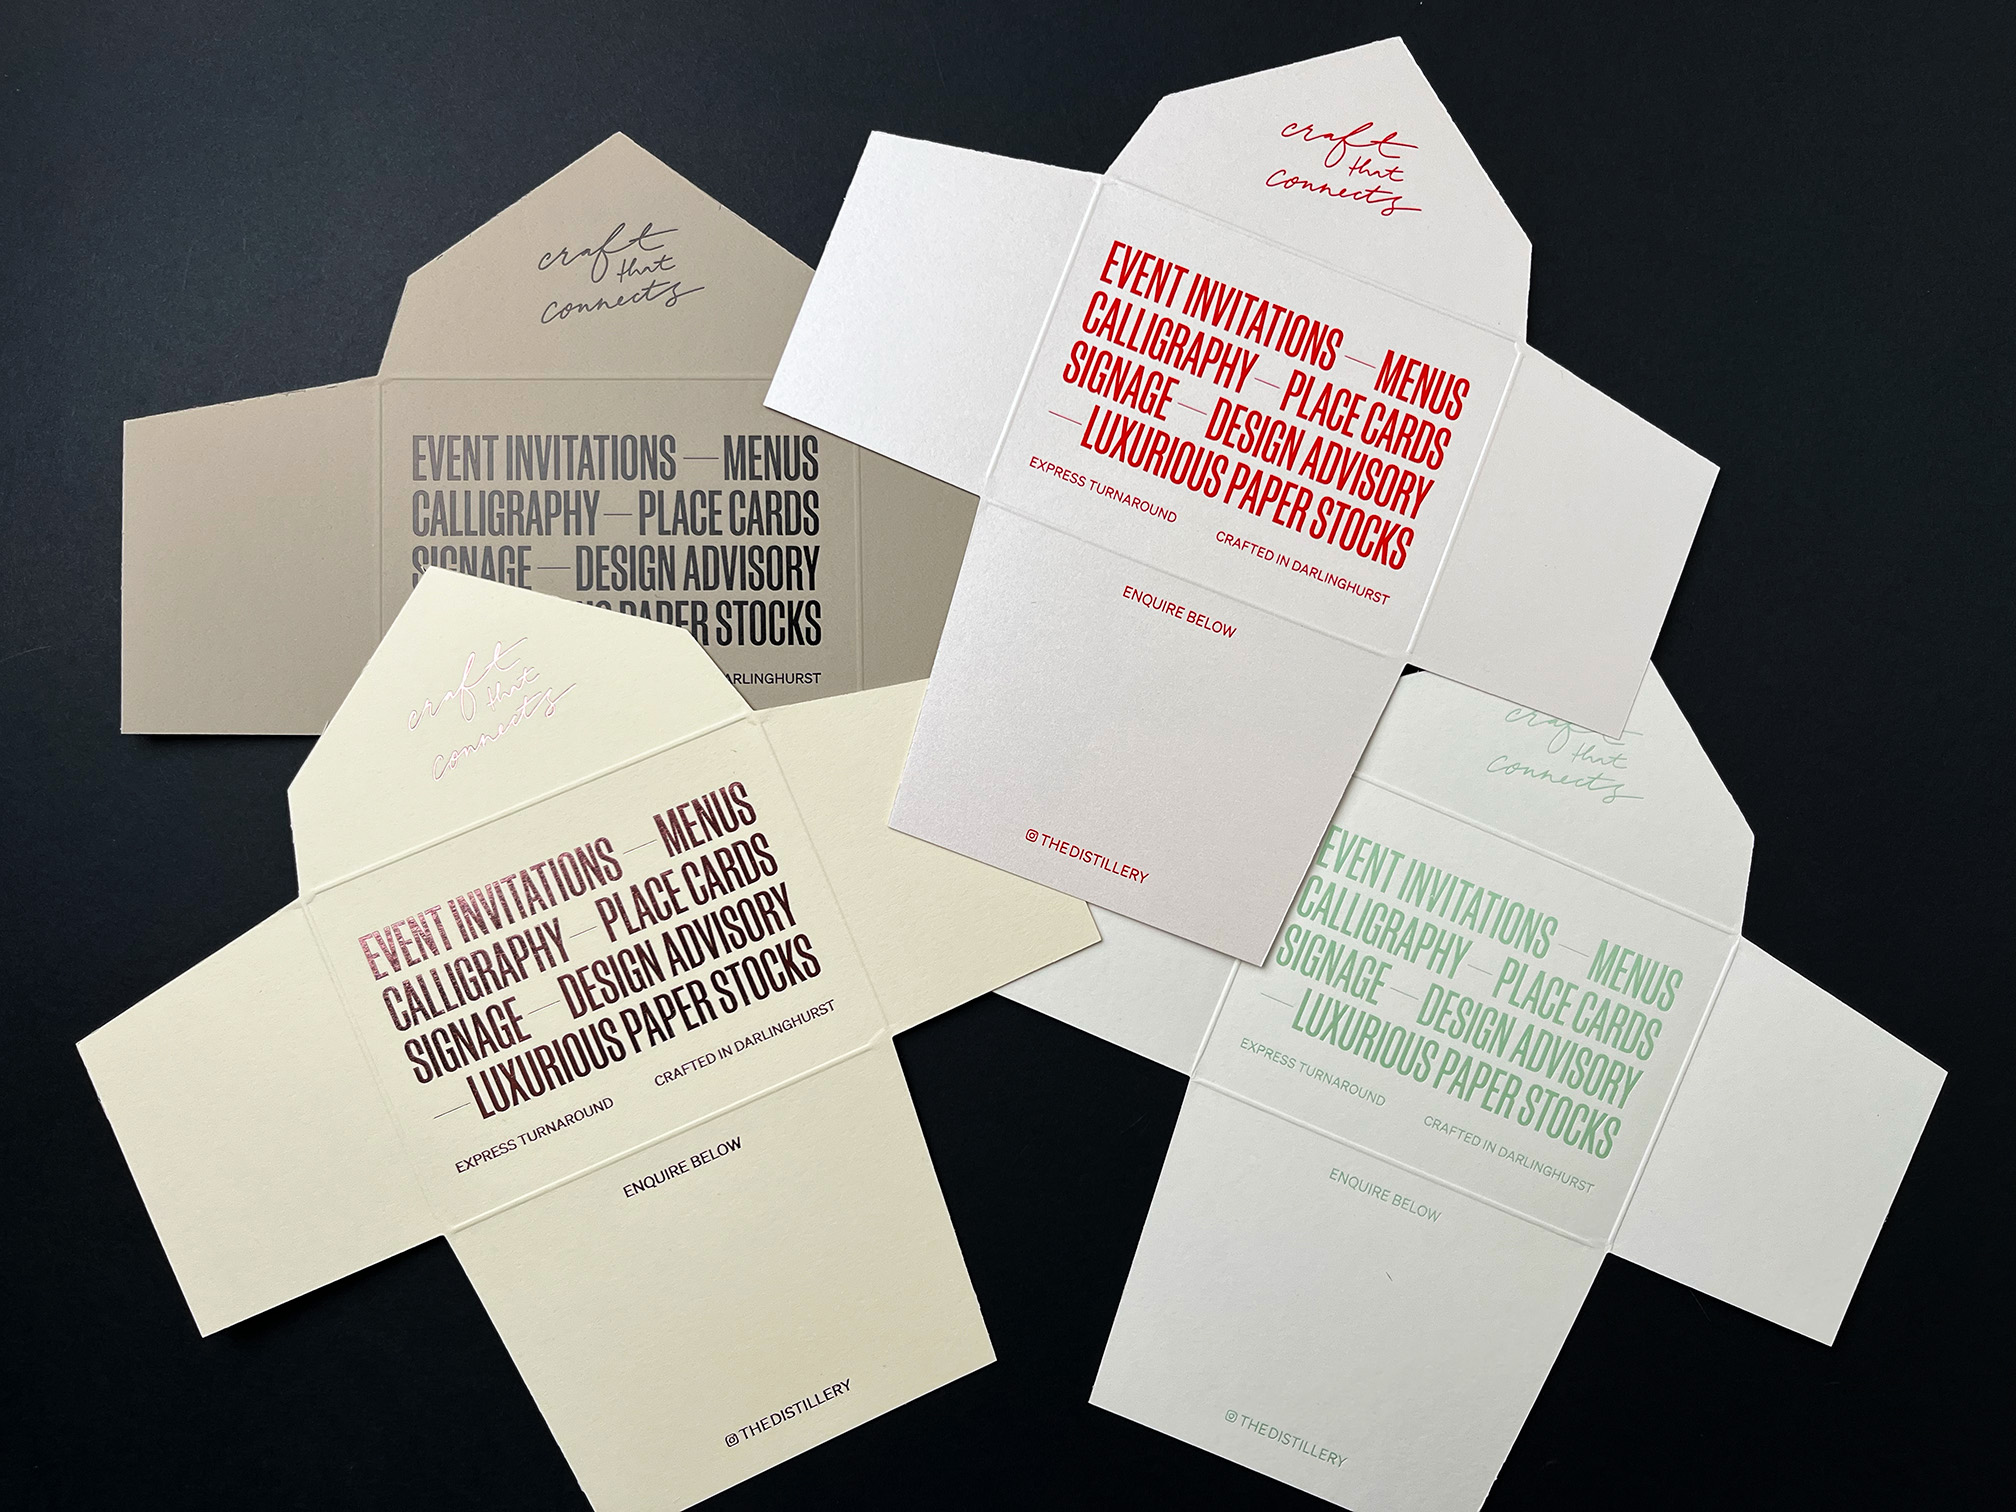 craft
that
connects
EVENT INVITATIONS — MENUS
CALLIGRAPHY — PLACE CARDS
SIGNAGE — DESIGN ADVISORY
PAPER STOCKS
craft
that
connects
EVENT INVITATIONS — MENUS
CALLIGRAPHY — PLACE CARDS
SIGNAGE — DESIGN ADVISORY
— LUXURIOUS PAPER STOCKS
EXPRESS TURNAROUND CRAFTED IN DARLINGHURST
ENQUIRE BELOW
THEDISTILLERY
craft
that
connects
EVENT INVITATIONS — MENUS
CALLIGRAPHY — PLACE CARDS
SIGNAGE — DESIGN ADVISORY
— LUXURIOUS PAPER STOCKS
EXPRESS TURNAROUND CRAFTED IN DARLINGHURST
ENQUIRE BELOW
THEDISTILLERY
craft
that
connects
EVENT INVITATIONS — MENUS
CALLIGRAPHY — PLACE CARDS
SIGNAGE — DESIGN ADVISORY
— LUXURIOUS PAPER STOCKS
EXPRESS TURNAROUND CRAFTED IN DARLINGHURST
ENQUIRE BELOW
THEDISTILLERY